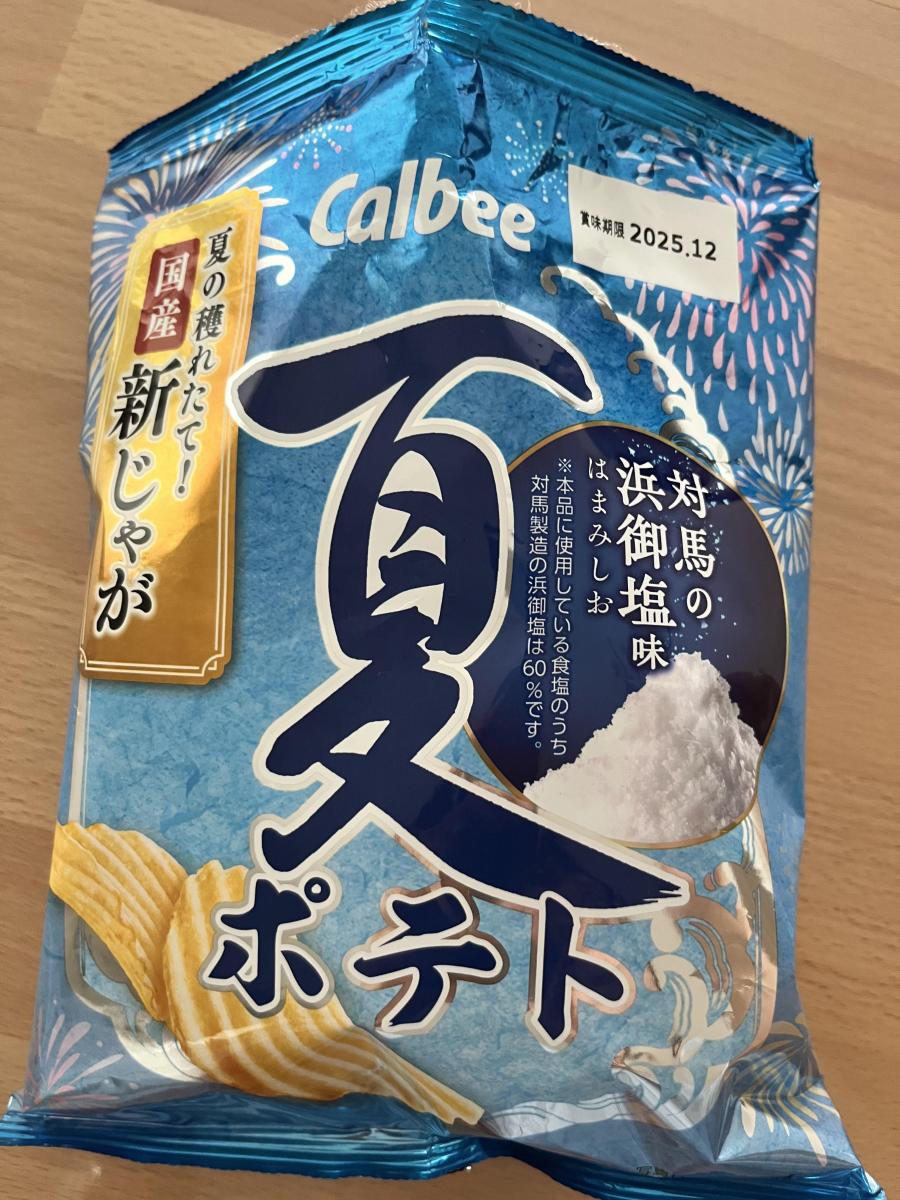 Calbee
賞味期限 2025.12
夏の穫れたて!
国産
新じゃが
夏
ポテト
対馬の
浜御塩味
はまみしお
※本品に使用している食塩のうち
対馬製造の浜御塩は60%です。